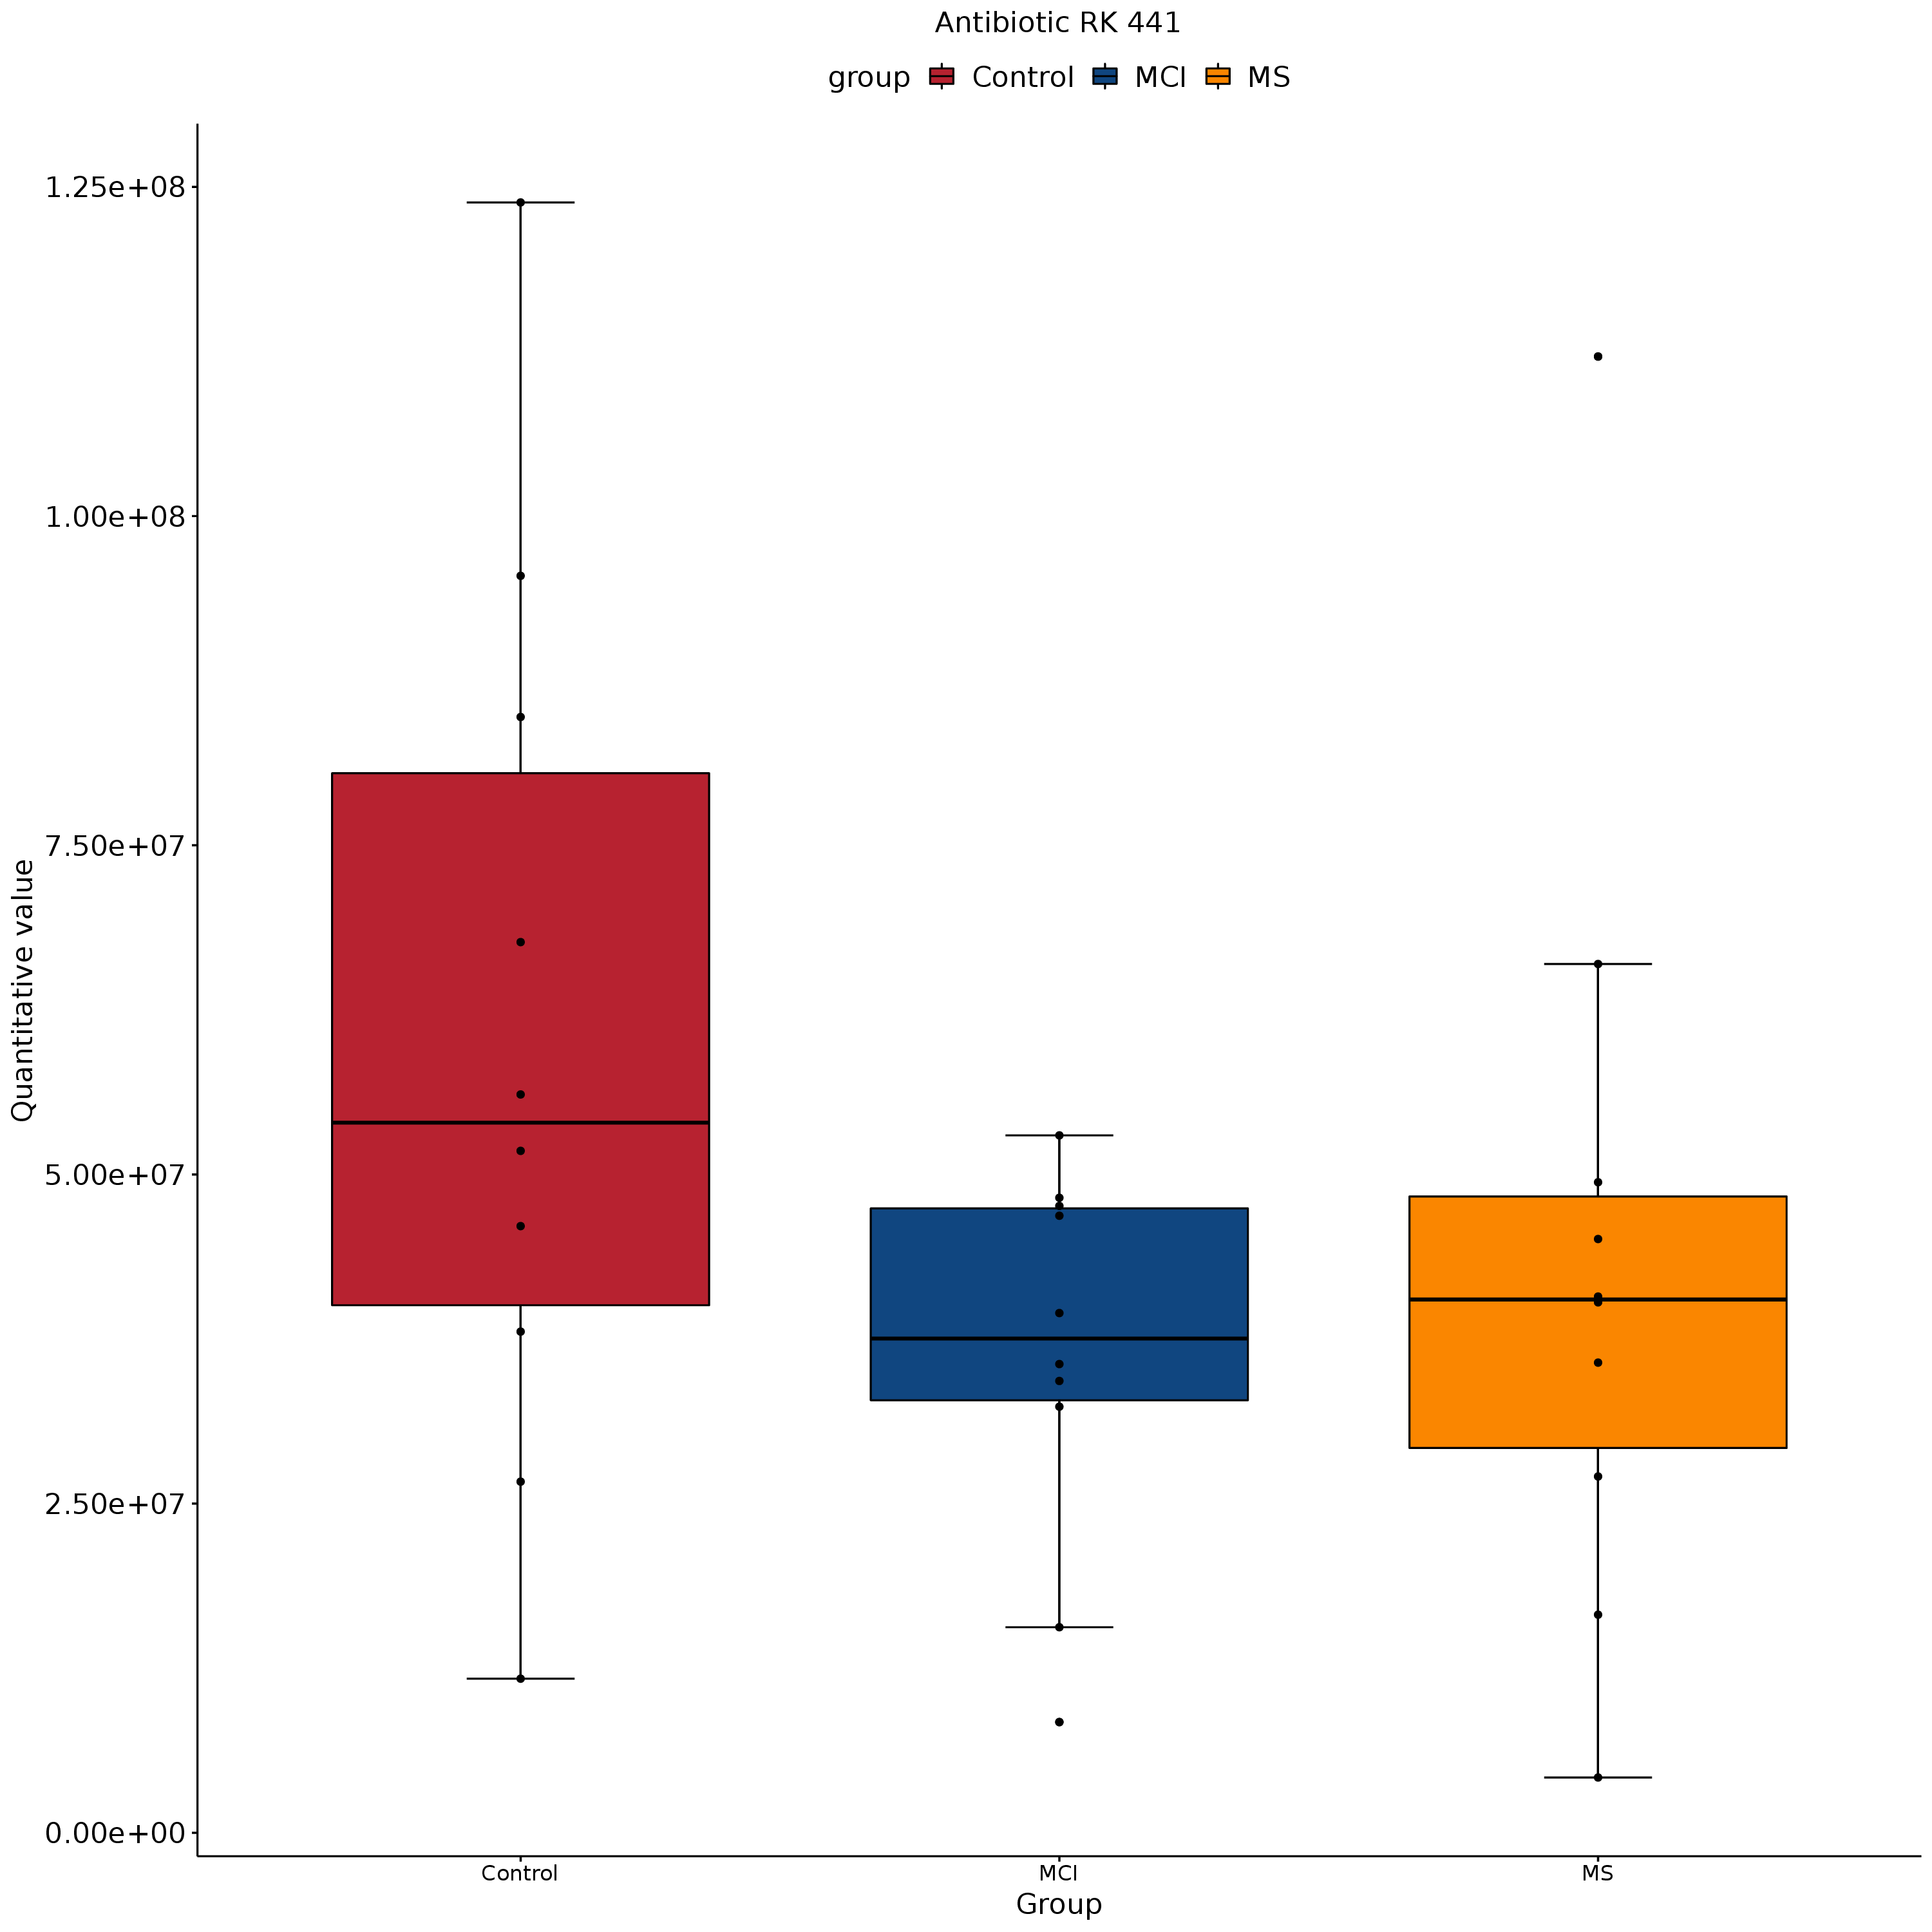 Antibiotic RK 441
group Control MCI MS
1.25e+08
1.00e+08
7.50e+07
5.00e+07
2.50e+07
0.00e+00
Quantitative value
Control MCI MS
Group